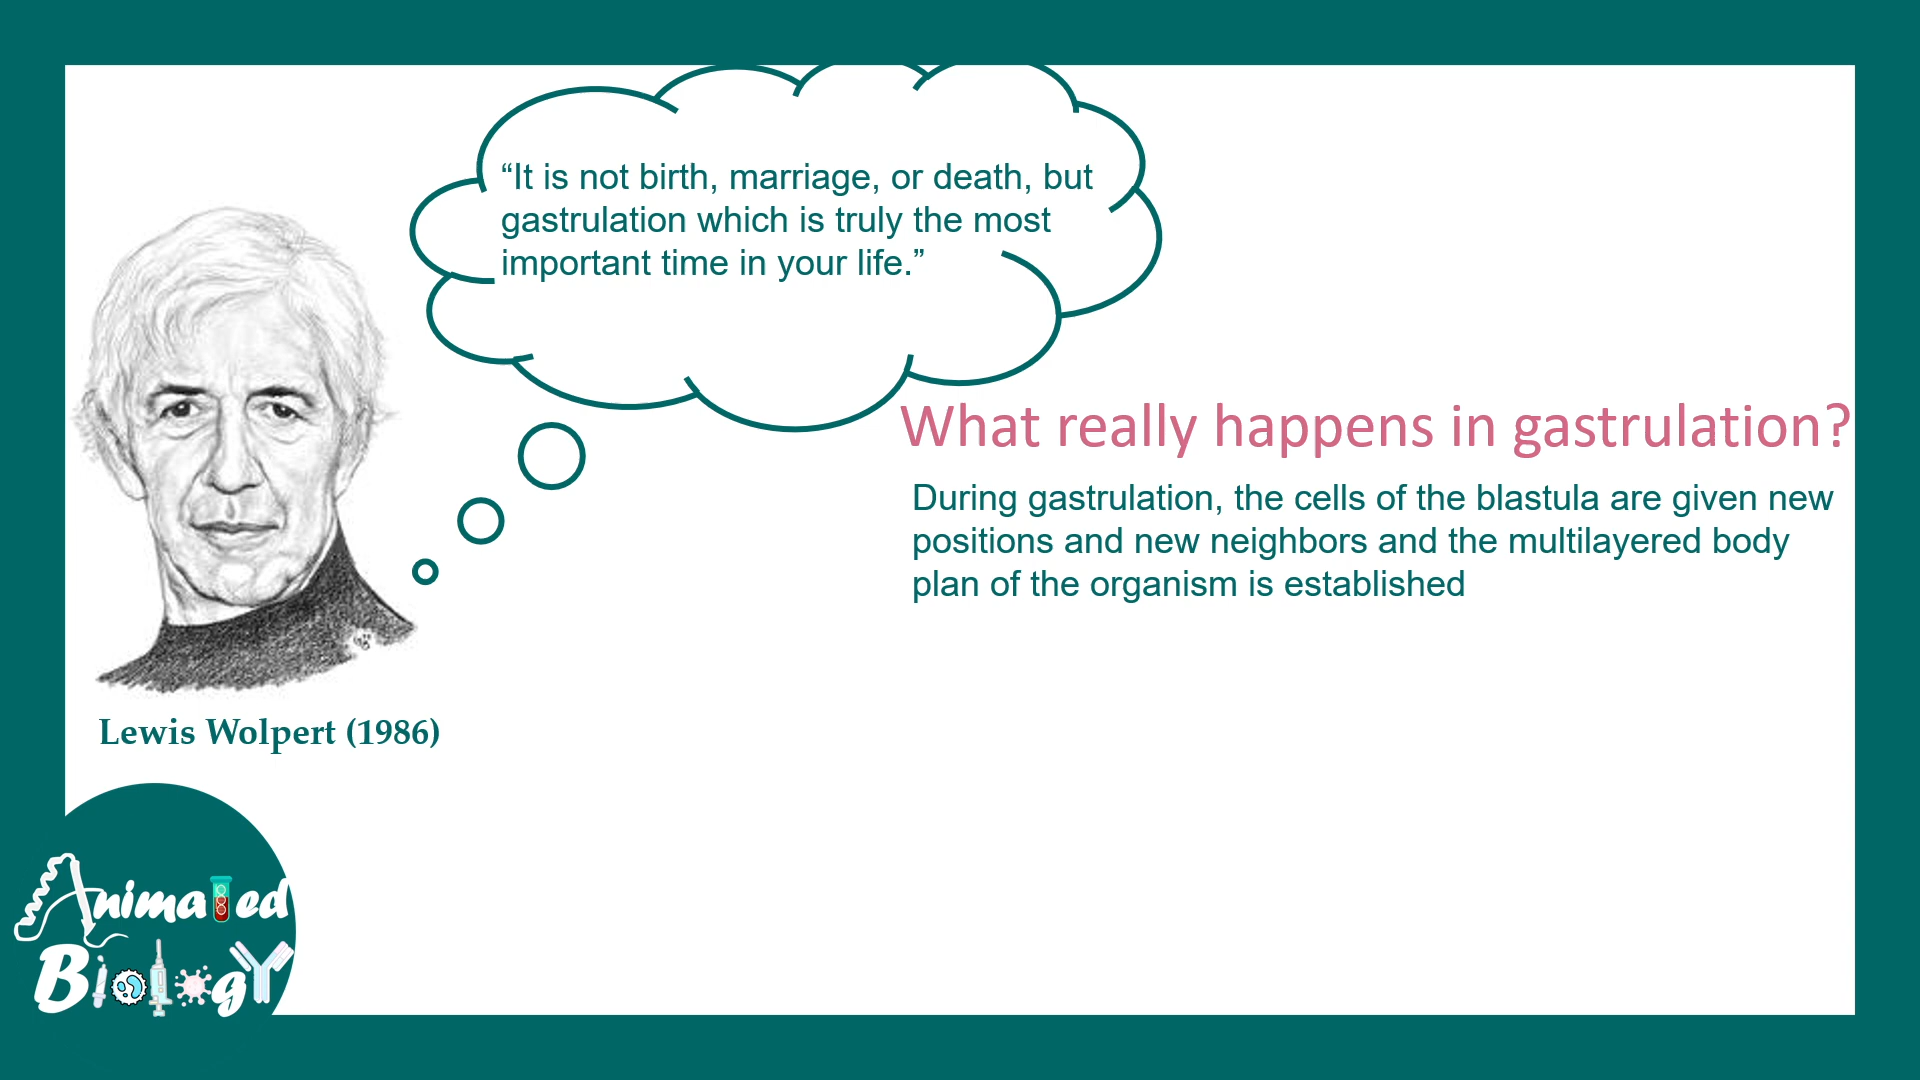 “It is not birth, marriage, or death, but
gastrulation which is truly the most
important time in your life.”
What really happens in gastrulation?
During gastrulation, the cells of the blastula are given new
positions and new neighbors and the multilayered body
plan of the organism is established
Lewis Wolpert (1986)
Animated
Biology